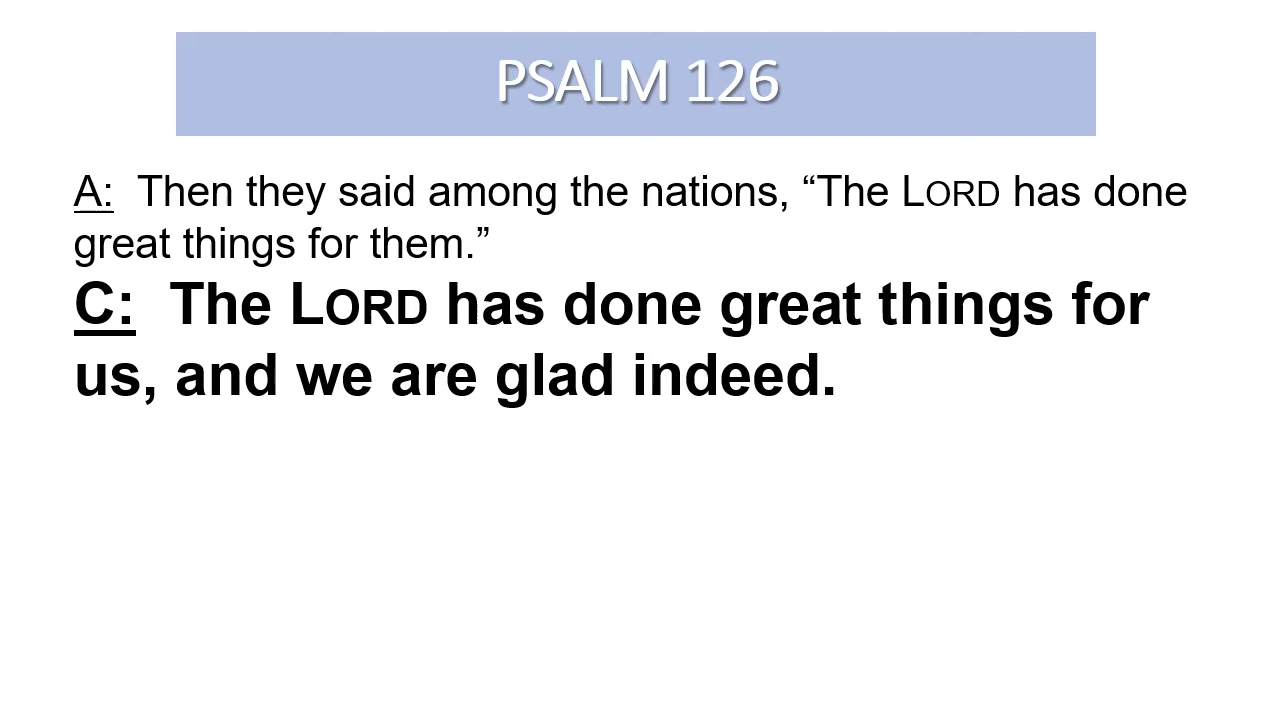 PSALM 126
A:  Then they said among the nations, “The LORD has done
great things for them.”
C:  The LORD has done great things for
us, and we are glad indeed.